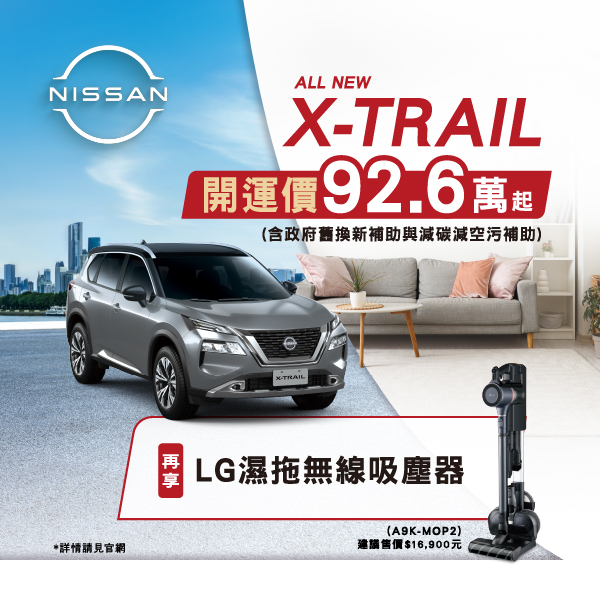 NISSAN
ALL NEW
X-TRAIL
開運價92.6萬起
(含政府舊換新補助與減碳減空污補助)
X-TRAIL
再享
LG濕拖無線吸塵器
(A9K-MOP2)
建議售價$16,900元
*詳情請見官網